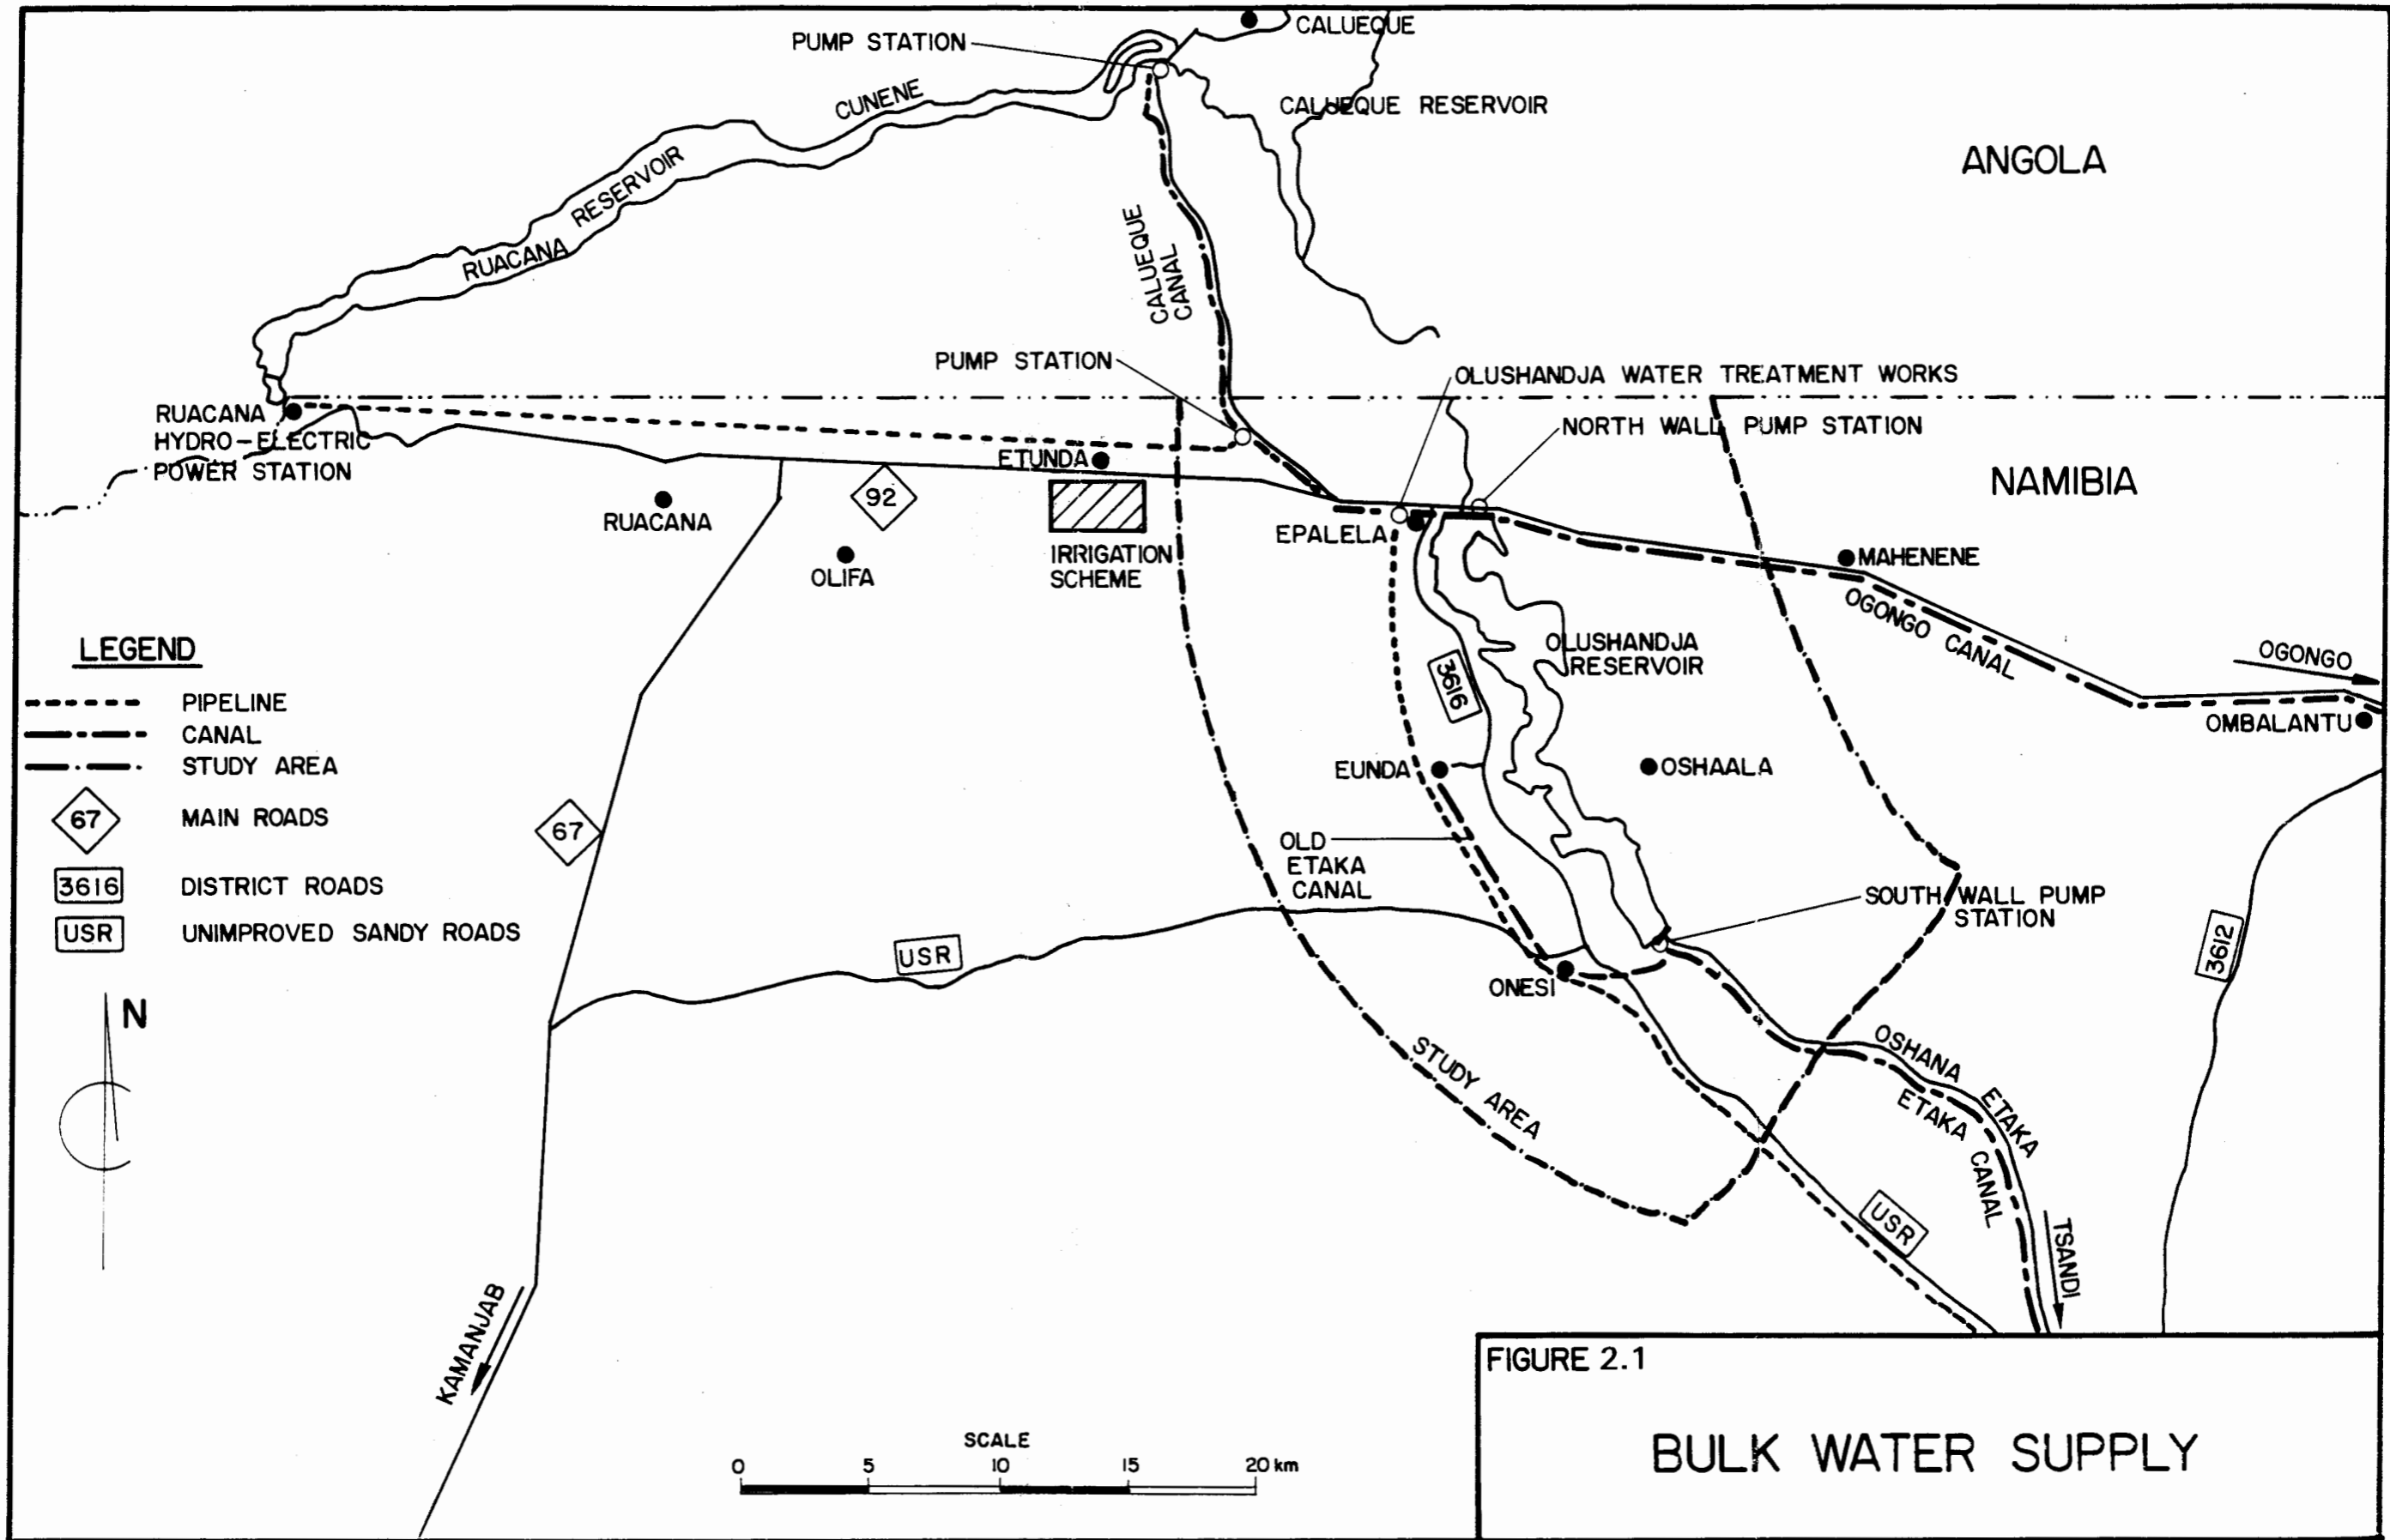 CALUEQUE
PUMP STATION
CUNENE
CALUEQUE RESERVOIR
ANGOLA
RUACANA RESERVOIR
CALUEQUE
CANAL
PUMP STATION
OLUSHANDJA WATER TREATMENT WORKS
RUACANA
HYDRO-ELECTRIC
POWER STATION
NORTH WALL PUMP STATION
NAMIBIA
ETUNDA
92
RUACANA
EPALELA
IRRIGATION
SCHEME
OLIFA
MAHENENE
OGONGO CANAL
OLUSHANDJA
RESERVOIR
OGONGO
3616
OMBALANTU
LEGEND
PIPELINE
CANAL
STUDY AREA
67
MAIN ROADS
3616
DISTRICT ROADS
USR
UNIMPROVED SANDY ROADS
67
EUNDA
OSHAALA
OLD
ETAKA
CANAL
SOUTH WALL PUMP
STATION
USR
3612
ONESI
N
STUDY AREA
OSHANA ETAKA
ETAKA CANAL
USR
TSANDI
KAMANJAB
SCALE
0 5 10 15 20 km
FIGURE 2.1
BULK WATER SUPPLY